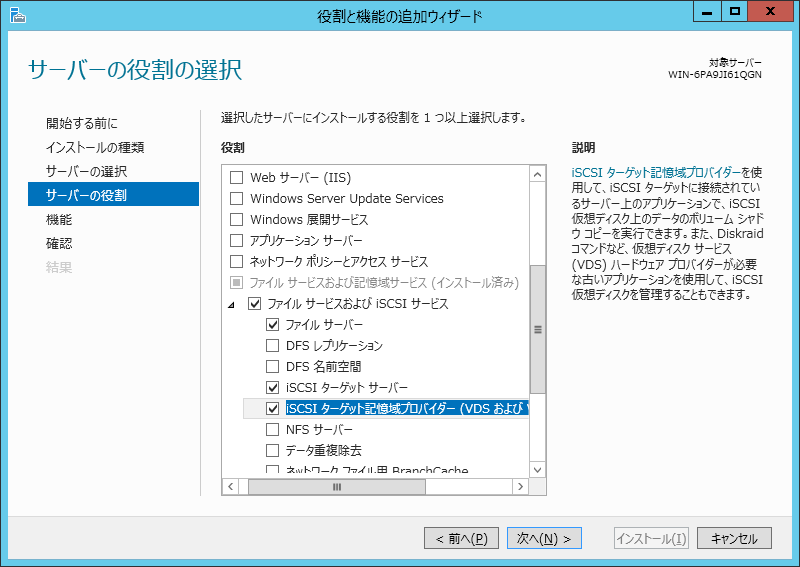 役割と機能の追加ウィザード
サーバーの役割の選択
対象サーバー
WIN-6PA9JI61QGN
開始する前に
インストールの種類
サーバーの選択
サーバーの役割
機能
確認
結果
選択したサーバーにインストールする役割を 1 つ以上選択します。
役割
Web サーバー (IIS)
Windows Server Update Services
Windows 展開サービス
アプリケーション サーバー
ネットワーク ポリシーとアクセス サービス
ファイル サービスおよび記憶域サービス (インストール済み)
ファイル サービスおよび iSCSI サービス
ファイル サーバー
DFS レプリケーション
DFS 名前空間
iSCSI ターゲット サーバー
iSCSI ターゲット記憶域プロバイダー (VDS および
NFS サーバー
データ重複除去
ネットワーク ファイル用 BranchCache
説明
iSCSI ターゲット記憶域プロバイダーを使
用して、iSCSI ターゲットに接続されてい
るサーバー上のアプリケーションで、iSCSI
仮想ディスク上のデータのボリューム シャド
ウ コピーを実行できます。また、Diskraid
コマンドなど、仮想ディスク サービス
(VDS) ハードウェア プロバイダーが必要
な古いアプリケーションを使用して、iSCSI
仮想ディスクを管理することもできます。
< 前へ(P)
次へ(N) >
インストール(I)
キャンセル